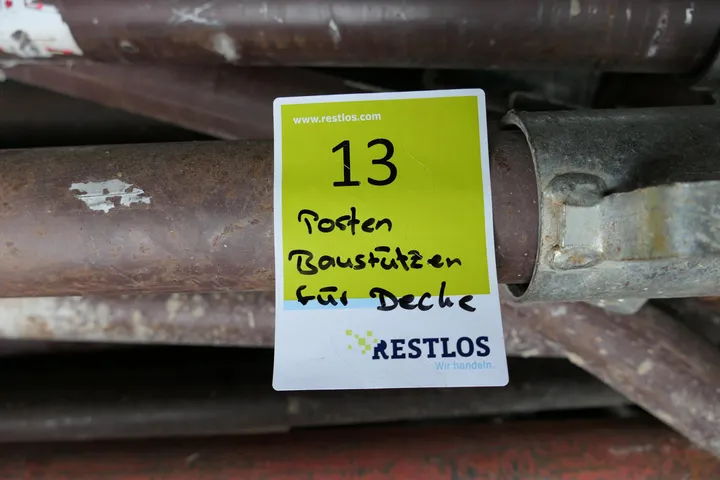 www.restlos.com
13
Posten
Baustützen
für Decke
RESTLOS
Wir handeln.